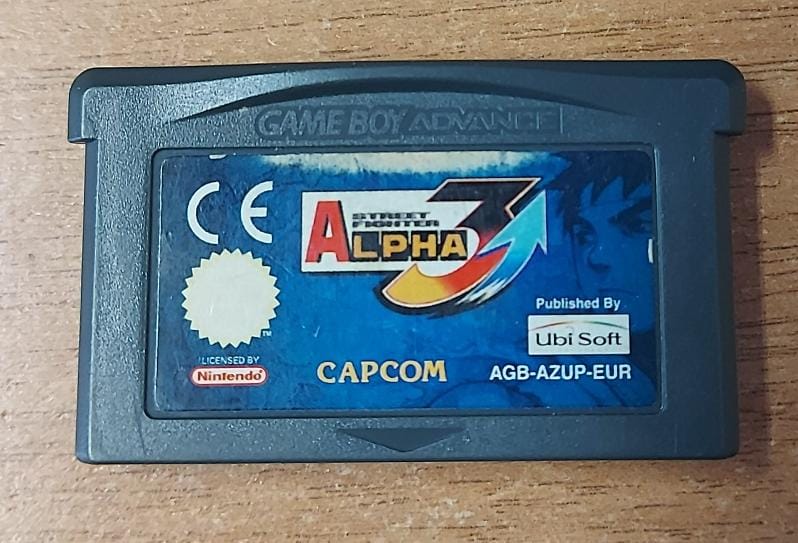 GAME BOY ADVANCE
CE
STREET
FIGHTER
ALPHA 3
TM
Published By
Ubi Soft
LICENSED BY
Nintendo
CAPCOM
AGB-AZUP-EUR